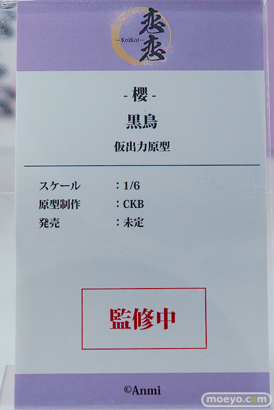 恋恋
-KoiKoi-
- 櫻 -
黒鳥
仮出力原型
スケール ：1/6
原型制作 ：CKB
発売 ：未定
監修中
©Anmi
moeyo.com